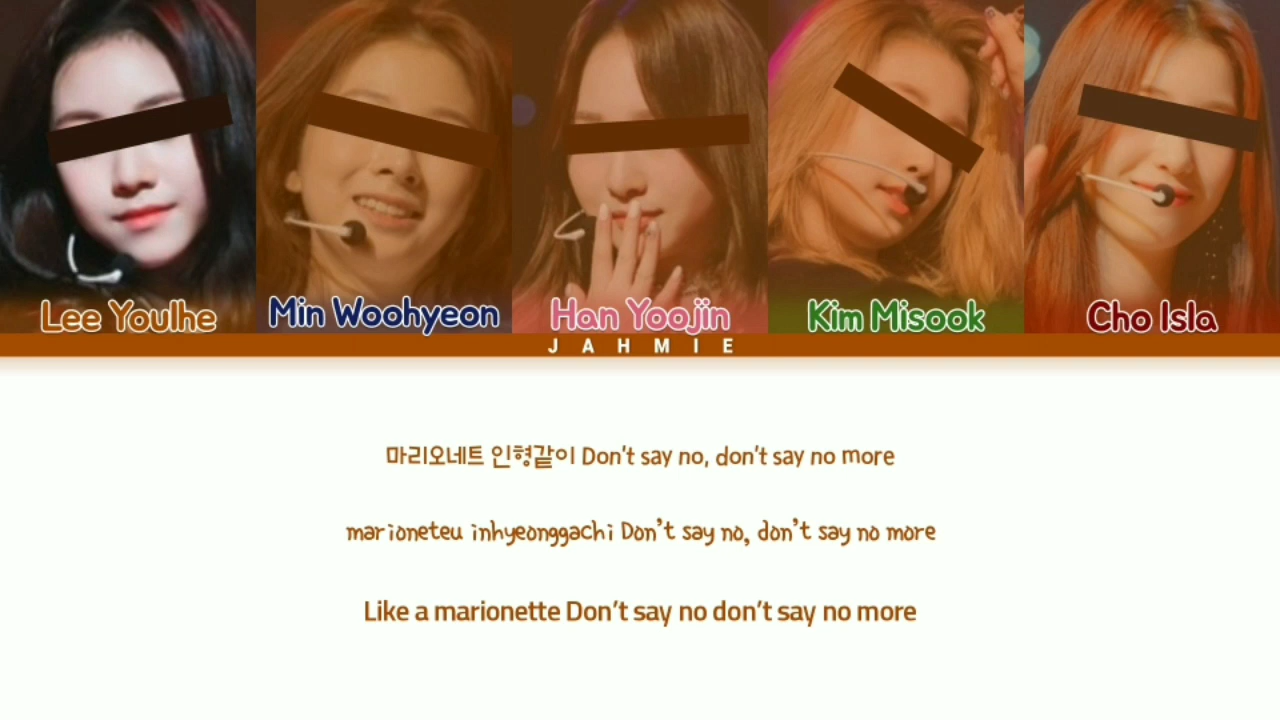 Lee Youlhe
Min Woohyeon
Han Yoojin
Kim Misook
Cho Isla
JAHMIE
마리오네트 인형같이 Don't say no, don't say no more
marioneteu inhyeonggachi Don't say no, don't say no more
Like a marionette Don't say no don't say no more